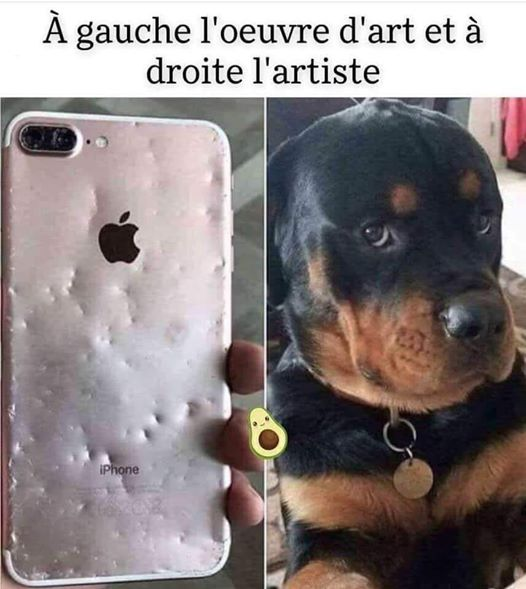 À gauche l'oeuvre d'art et à
droite l'artiste
iPhone